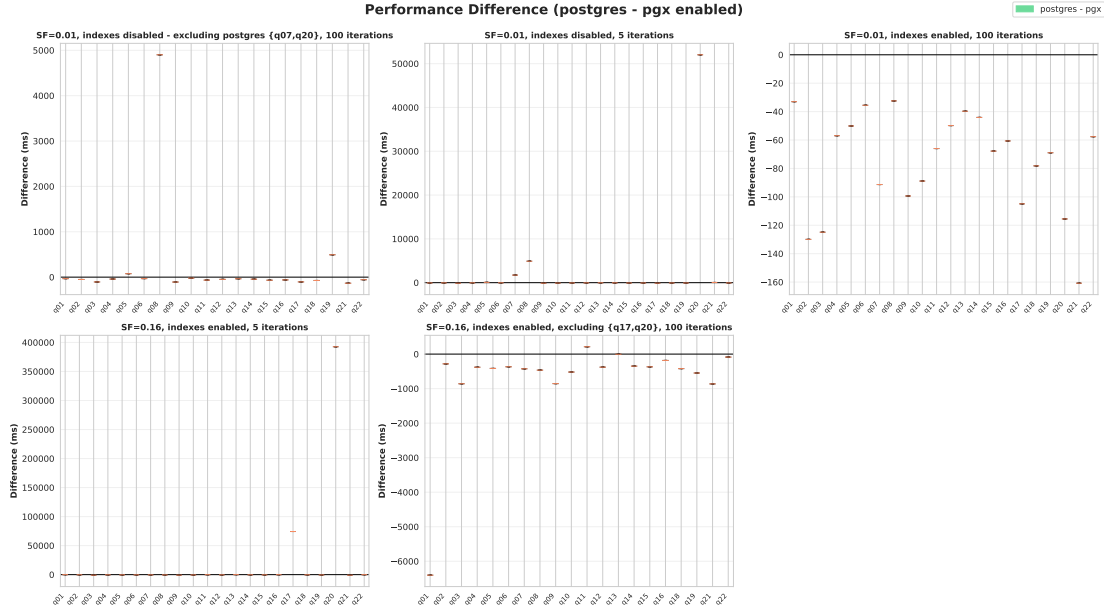 Performance Difference (postgres - pgx enabled)
postgres - pgx
SF=0.01, indexes disabled - excluding postgres {q07,q20}, 100 iterations
Difference (ms)
5000
4000
3000
2000
1000
0
q01 q02 q03 q04 q05 q06 q08 q09 q10 q11 q12 q13 q14 q15 q16 q17 q18 q19 q21 q22
SF=0.01, indexes disabled, 5 iterations
Difference (ms)
50000
40000
30000
20000
10000
0
q01 q02 q03 q04 q05 q06 q07 q08 q09 q10 q11 q12 q13 q14 q15 q16 q17 q18 q19 q20 q21 q22
SF=0.01, indexes enabled, 100 iterations
Difference (ms)
0
−20
−40
−60
−80
−100
−120
−140
−160
q01 q02 q03 q04 q05 q06 q07 q08 q09 q10 q11 q12 q13 q14 q15 q16 q17 q18 q19 q20 q21 q22
SF=0.16, indexes enabled, 5 iterations
Difference (ms)
400000
350000
300000
250000
200000
150000
100000
50000
0
q01 q02 q03 q04 q05 q06 q07 q08 q09 q10 q11 q12 q13 q14 q15 q16 q17 q18 q19 q20 q21 q22
SF=0.16, indexes enabled, excluding {q17,q20}, 100 iterations
Difference (ms)
0
−1000
−2000
−3000
−4000
−5000
−6000
q01 q02 q03 q04 q05 q06 q07 q08 q09 q10 q11 q12 q13 q14 q15 q16 q18 q19 q21 q22